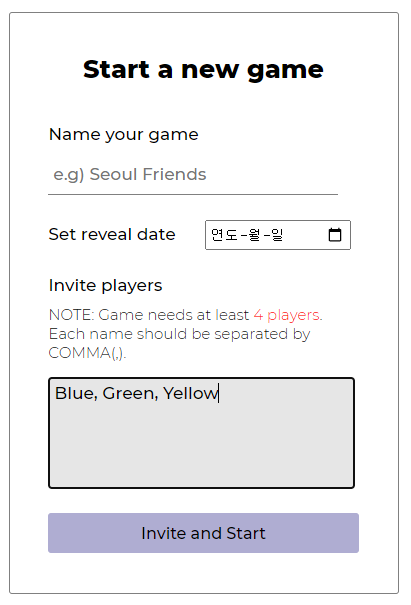 Start a new game
Name your game
e.g) Seoul Friends
Set reveal date 연도-월-일
Invite players
NOTE: Game needs at least 4 players.
Each name should be separated by
COMMA(,).
Blue, Green, Yellow
Invite and Start